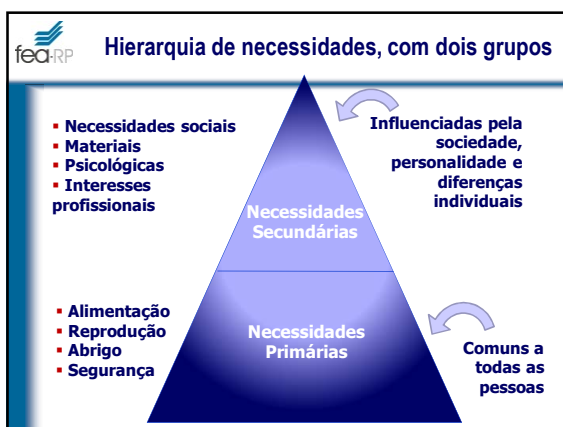 fea-RP
Hierarquia de necessidades, com dois grupos
▪ Necessidades sociais
▪ Materiais
▪ Psicológicas
▪ Interesses
profissionais
Influenciadas pela
sociedade,
personalidade e
diferenças
individuais
Necessidades
Secundárias
▪ Alimentação
▪ Reprodução
▪ Abrigo
▪ Segurança
Necessidades
Primárias
Comuns a
todas as
pessoas